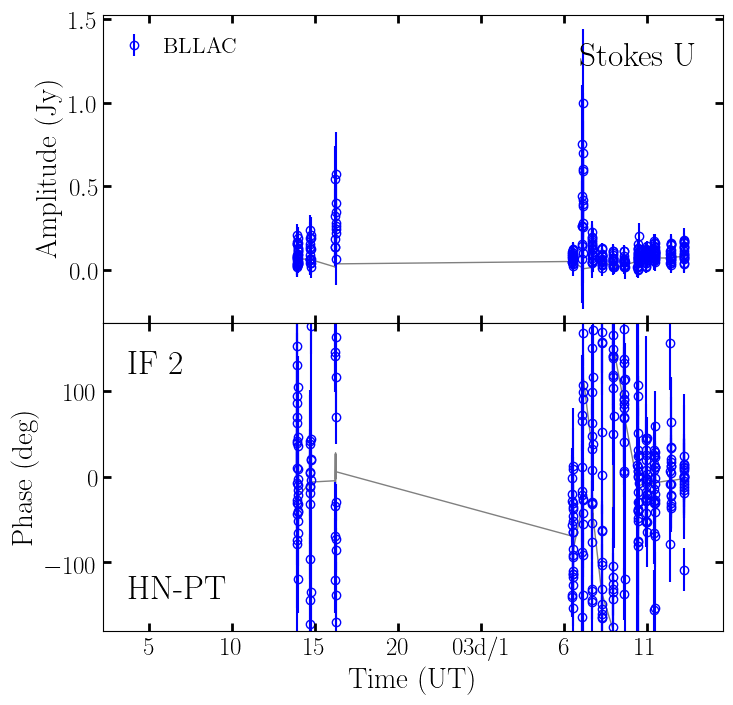 1.5
BLLAC
Stokes U
1.0
Amplitude (Jy)
0.5
0.0
IF 2
100
Phase (deg)
0
−100
HN-PT
5 10 15 20 03d/1 6 11
Time (UT)